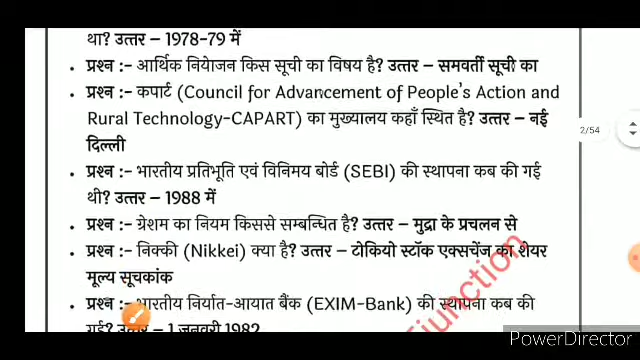 था? उत्तर – 1978-79 में
• प्रश्न :- आर्थिक नियोजन किस सूची का विषय है? उत्तर – समवर्ती सूची का
• प्रश्न :- कपार्ट (Council for Advancement of People's Action and
Rural Technology-CAPART) का मुख्यालय कहाँ स्थित है? उत्तर – नई
दिल्ली
• प्रश्न :- भारतीय प्रतिभूति एवं विनिमय बोर्ड (SEBI) की स्थापना कब की गई
थी? उत्तर – 1988 में
• प्रश्न :- ग्रेशम का नियम किससे सम्बन्धित है? उत्तर – मुद्रा के प्रचलन से
• प्रश्न :- निक्की (Nikkei) क्या है? उत्तर – टोकियो स्टॉक एक्सचेंज का शेयर
मूल्य सूचकांक
• प्रश्न :- भारतीय निर्यात-आयात बैंक (EXIM-Bank) की स्थापना कब की
गई? उत्तर – 1 जनवरी 1982
2/54
junction
PowerDirector